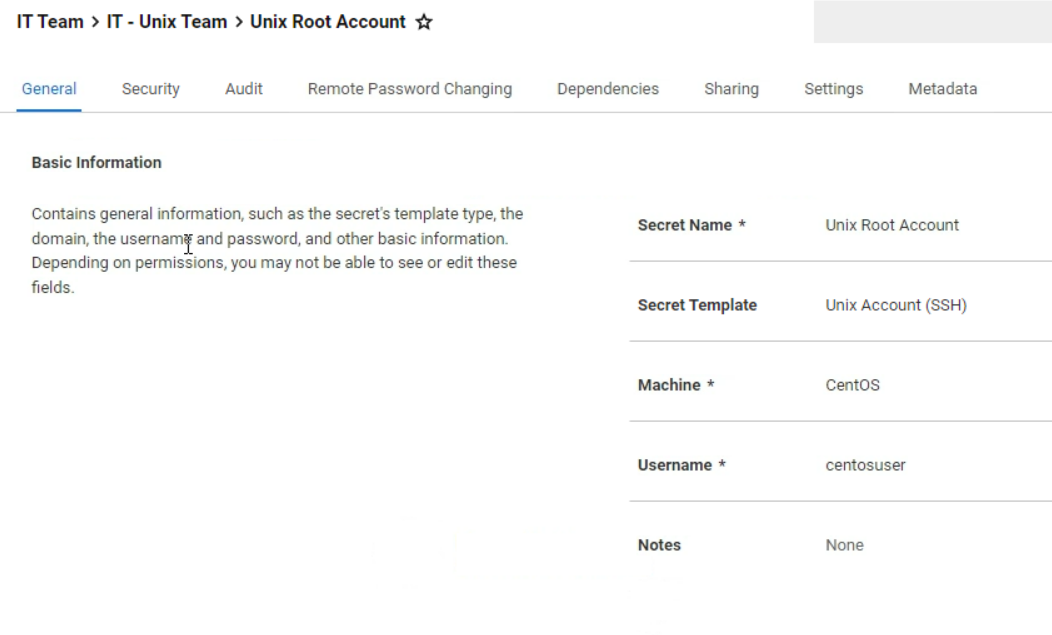 IT Team > IT - Unix Team > Unix Root Account ☆
General Security Audit Remote Password Changing Dependencies Sharing Settings Metadata
Basic Information
Contains general information, such as the secret's template type, the
domain, the username and password, and other basic information.
Depending on permissions, you may not be able to see or edit these
fields.
Secret Name * Unix Root Account
Secret Template Unix Account (SSH)
Machine * CentOS
Username * centosuser
Notes None